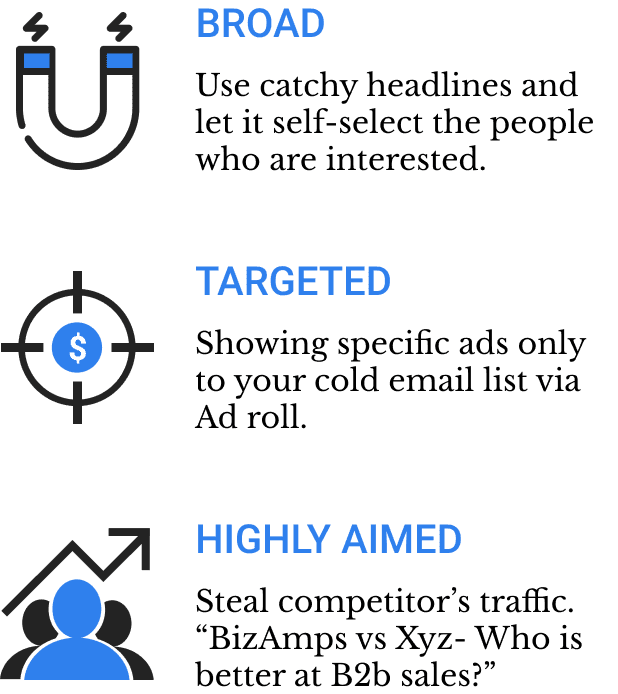 BROAD
Use catchy headlines and
let it self-select the people
who are interested.
TARGETED
$
Showing specific ads only
to your cold email list via
Ad roll.
HIGHLY AIMED
Steal competitor’s traffic.
“BizAmps vs Xyz- Who is
better at B2b sales?”